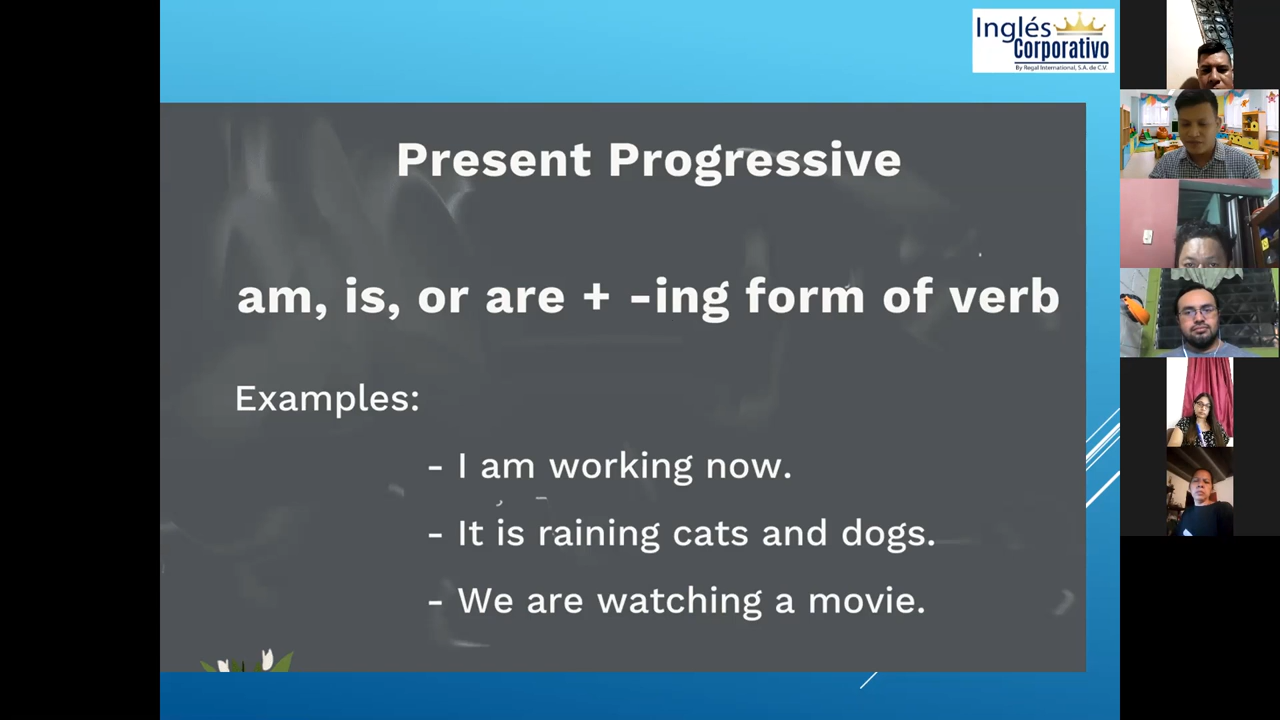 Inglés
Corporativo
By Regal International, S.A. de C.V.
Present Progressive
am, is, or are + -ing form of verb
Examples:
- I am working now.
- It is raining cats and dogs.
- We are watching a movie.